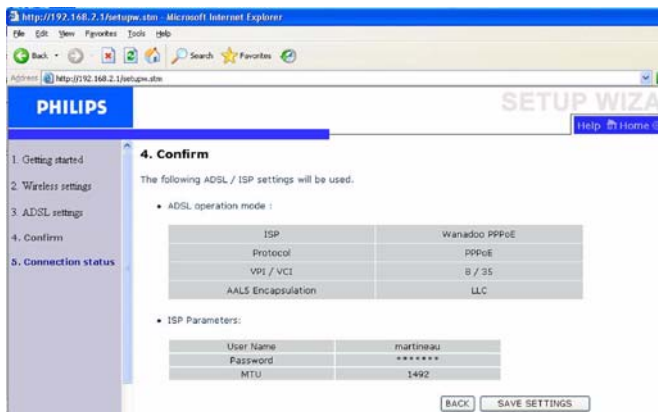 http://192.168.2.1/setupw.stm - Microsoft Internet Explorer
File Edit View Favorites Tools Help
Back Search Favorites
Address http://192.168.2.1/setupw.stm
PHILIPS
SETUP WIZA
Help Home
1. Getting started
2. Wireless settings
3. ADSL settings
4. Confirm
5. Connection status
4. Confirm
The following ADSL / ISP settings will be used.
• ADSL operation mode :
ISP Wanadoo PPPoE
Protocol PPPoE
VPI / VCI 8 / 35
AAL5 Encapsulation LLC
• ISP Parameters:
User Name martineau
Password *******
MTU 1492
BACK SAVE SETTINGS